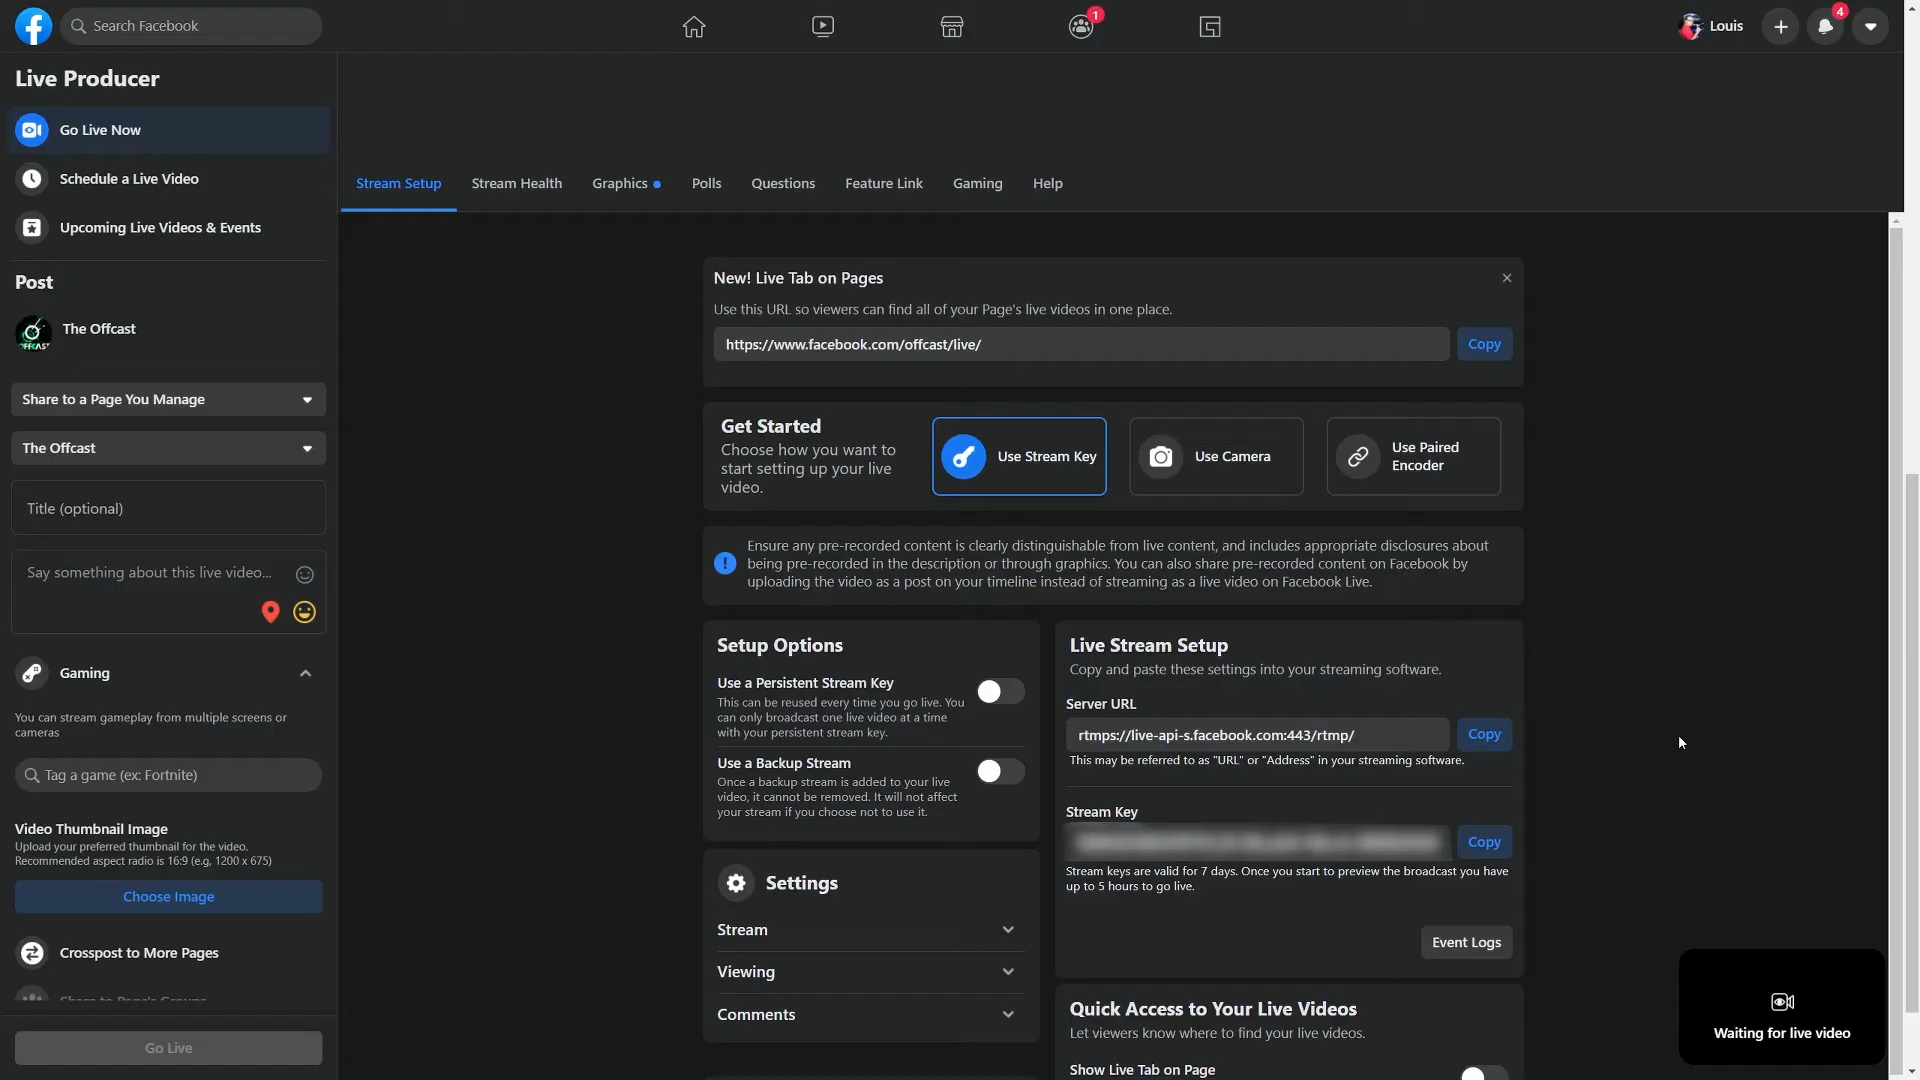 Search Facebook
1
Louis
4
Live Producer
Go Live Now
Schedule a Live Video
Upcoming Live Videos & Events
Post
OFFCAST
The Offcast
Share to a Page You Manage
The Offcast
Title (optional)
Say something about this live video...
Gaming
You can stream gameplay from multiple screens or
cameras
Tag a game (ex: Fortnite)
Video Thumbnail Image
Upload your preferred thumbnail for the video.
Recommended aspect radio is 16:9 (e.g, 1200 x 675)
Choose Image
Crosspost to More Pages
Share to Page's Groups
Go Live
Stream Setup
Stream Health
Graphics
Polls
Questions
Feature Link
Gaming
Help
New! Live Tab on Pages
Use this URL so viewers can find all of your Page's live videos in one place.
https://www.facebook.com/offcast/live/
Copy
Get Started
Choose how you want to
start setting up your live
video.
Use Stream Key
Use Camera
Use Paired
Encoder
Ensure any pre-recorded content is clearly distinguishable from live content, and includes appropriate disclosures about
being pre-recorded in the description or through graphics. You can also share pre-recorded content on Facebook by
uploading the video as a post on your timeline instead of streaming as a live video on Facebook Live.
Setup Options
Use a Persistent Stream Key
This can be reused every time you go live. You
can only broadcast one live video at a time
with your persistent stream key.
Use a Backup Stream
Once a backup stream is added to your live
video, it cannot be removed. It will not affect
your stream if you choose not to use it.
Settings
Stream
Viewing
Comments
Live Stream Setup
Copy and paste these settings into your streaming software.
Server URL
rtmps://live-api-s.facebook.com:443/rtmp/
Copy
This may be referred to as "URL" or "Address" in your streaming software.
Stream Key
Copy
Stream keys are valid for 7 days. Once you start to preview the broadcast you have
up to 5 hours to go live.
Event Logs
Quick Access to Your Live Videos
Let viewers know where to find your live videos.
Show Live Tab on Page
Waiting for live video